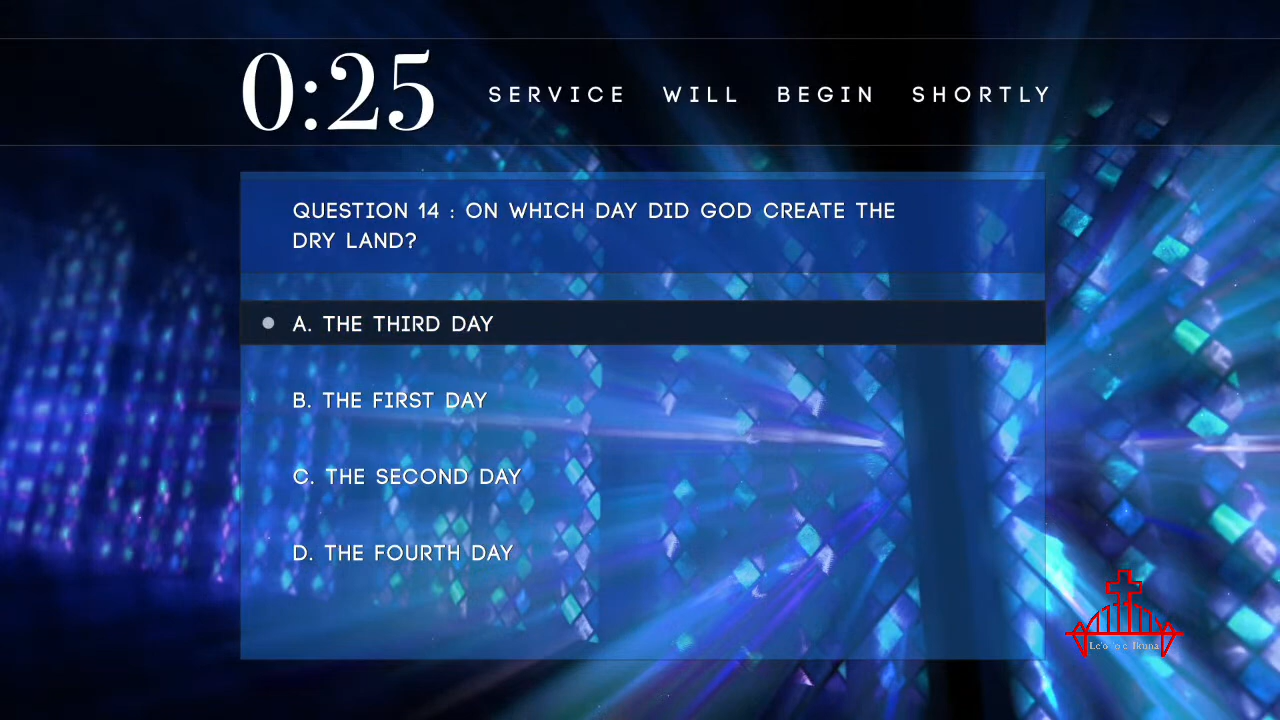 0:25 SERVICE WILL BEGIN SHORTLY
QUESTION 14 : ON WHICH DAY DID GOD CREATE THE
DRY LAND?
A. THE THIRD DAY
B. THE FIRST DAY
C. THE SECOND DAY
D. THE FOURTH DAY